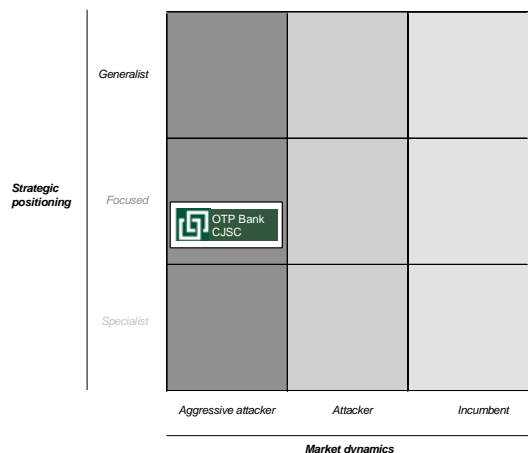 Generalist
Strategic
positioning
Focused
OTP Bank
CJSC
Specialist
Aggressive attacker
Attacker
Incumbent
Market dynamics